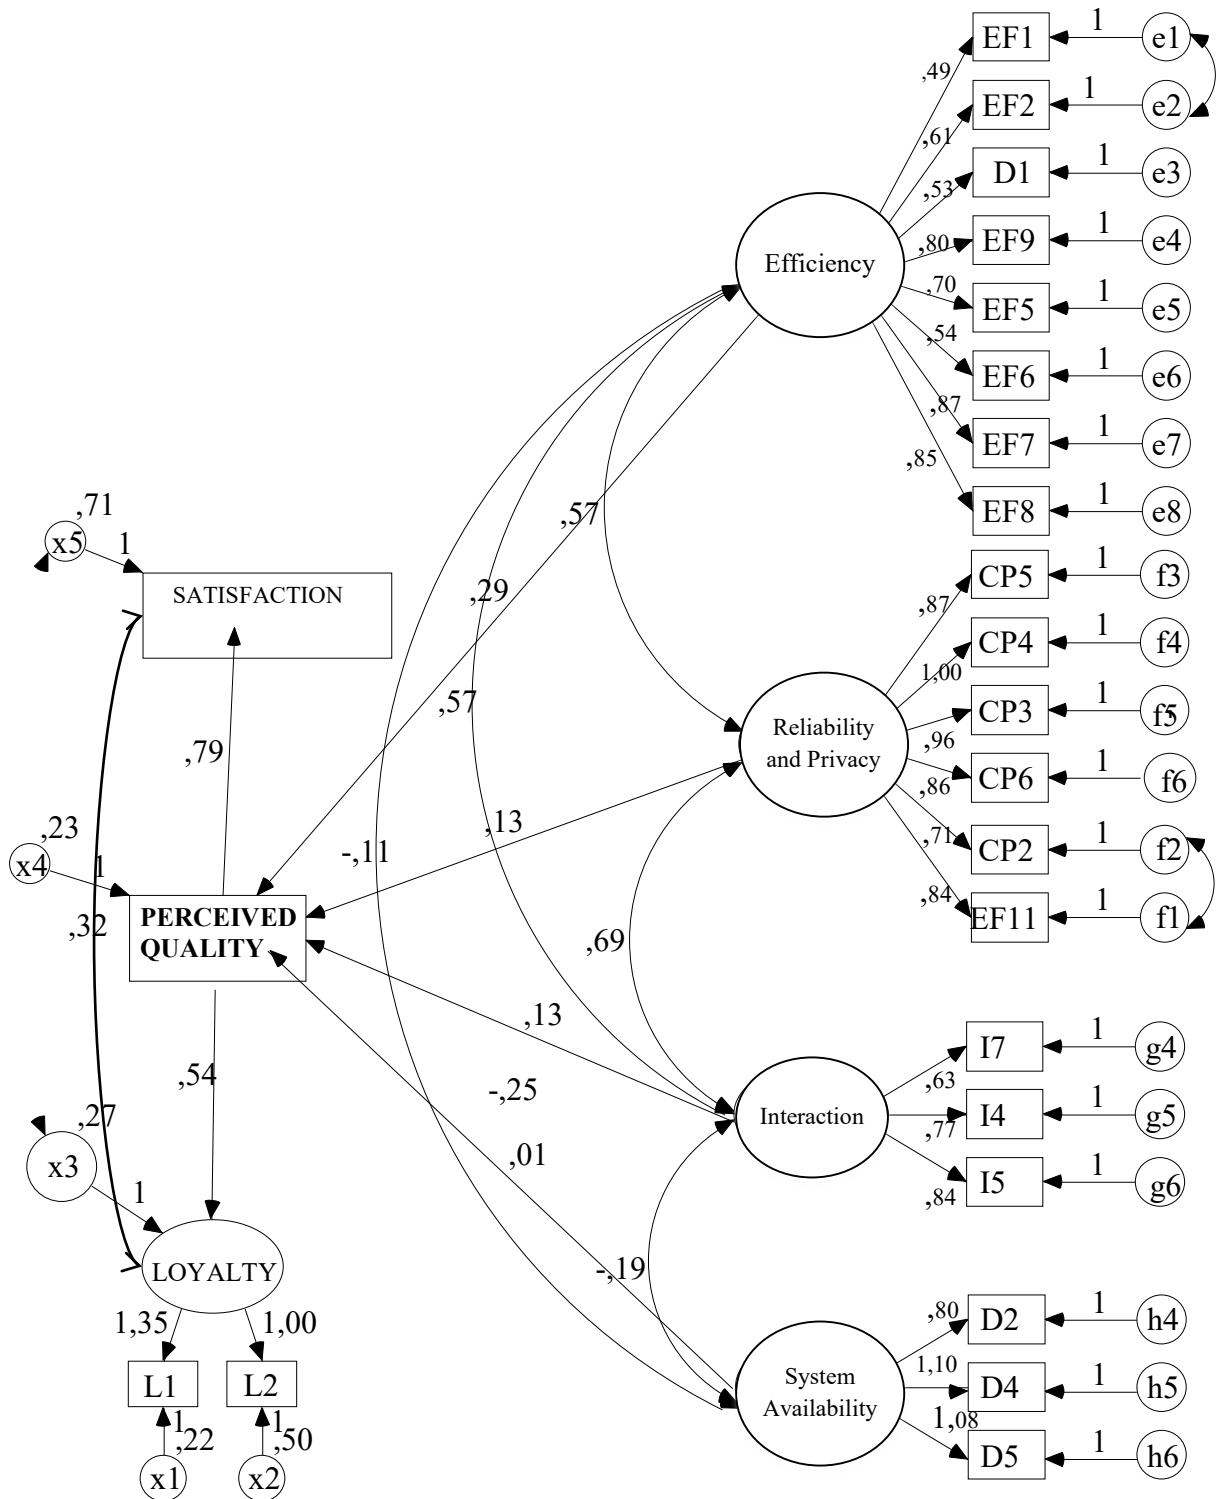 EF1 1 e1
,49
EF2 1 e2
,61
D1 1 e3
,53
EF9 1 e4
,80
Efficiency
EF5 1 e5
,70
EF6 1 e6
,54
EF7 1 e7
,87
EF8 1 e8
,85
,57
,71
x5 1
SATISFACTION
,29
CP5 1 f3
,87
CP4 1 f4
1,00
CP3 1 f5
,96
Reliability
and Privacy
CP6 1 f6
,86
CP2 1 f2
,71
EF11 1 f1
,84
,57
,79
,13
-,11
,23
x4 1
,32
PERCEIVED
QUALITY
,69
,13
,54
-,25
,01
I7 1 g4
,63
I4 1 g5
,77
Interaction
I5 1 g6
,84
,27
x3 1
-,19
LOYALTY
1,35 1,00
L1 L2
1 ,22 1 ,50
x1 x2
D2 1 h4
,80
System
Availability
1,10
D4 1 h5
1,08
D5 1 h6